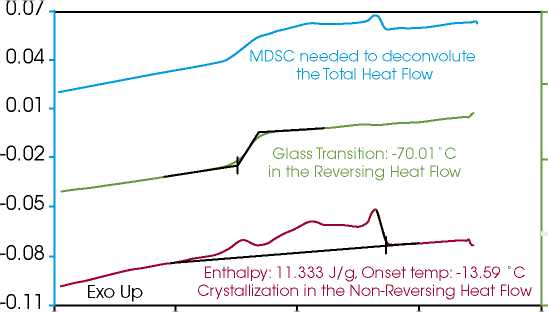 0.07
MDSC needed to deconvolute
the Total Heat Flow
0.04
0.01
-0.02
Glass Transition: -70.01˚C
in the Reversing Heat Flow
-0.05
-0.08
Enthalpy: 11.333 J/g, Onset temp: -13.59 ˚C
Crystallization in the Non-Reversing Heat Flow
Exo Up
-0.11